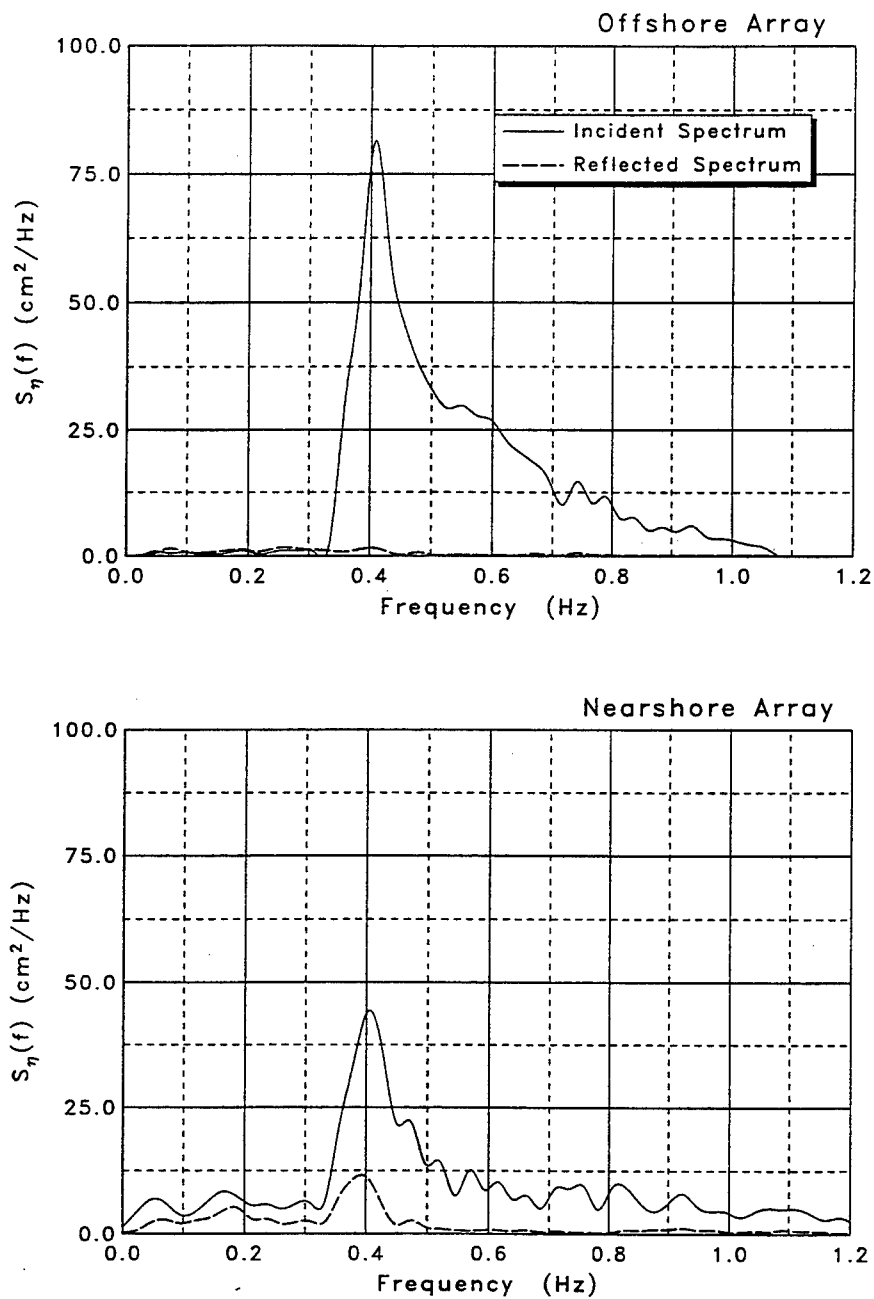 Offshore Array
100.0
75.0
50.0
25.0
0.0
Sη(f) (cm²/Hz)
Incident Spectrum
Reflected Spectrum
0.0 0.2 0.4 0.6 0.8 1.0 1.2
Frequency (Hz)
Nearshore Array
100.0
75.0
50.0
25.0
0.0
Sη(f) (cm²/Hz)
0.0 0.2 0.4 0.6 0.8 1.0 1.2
Frequency (Hz)